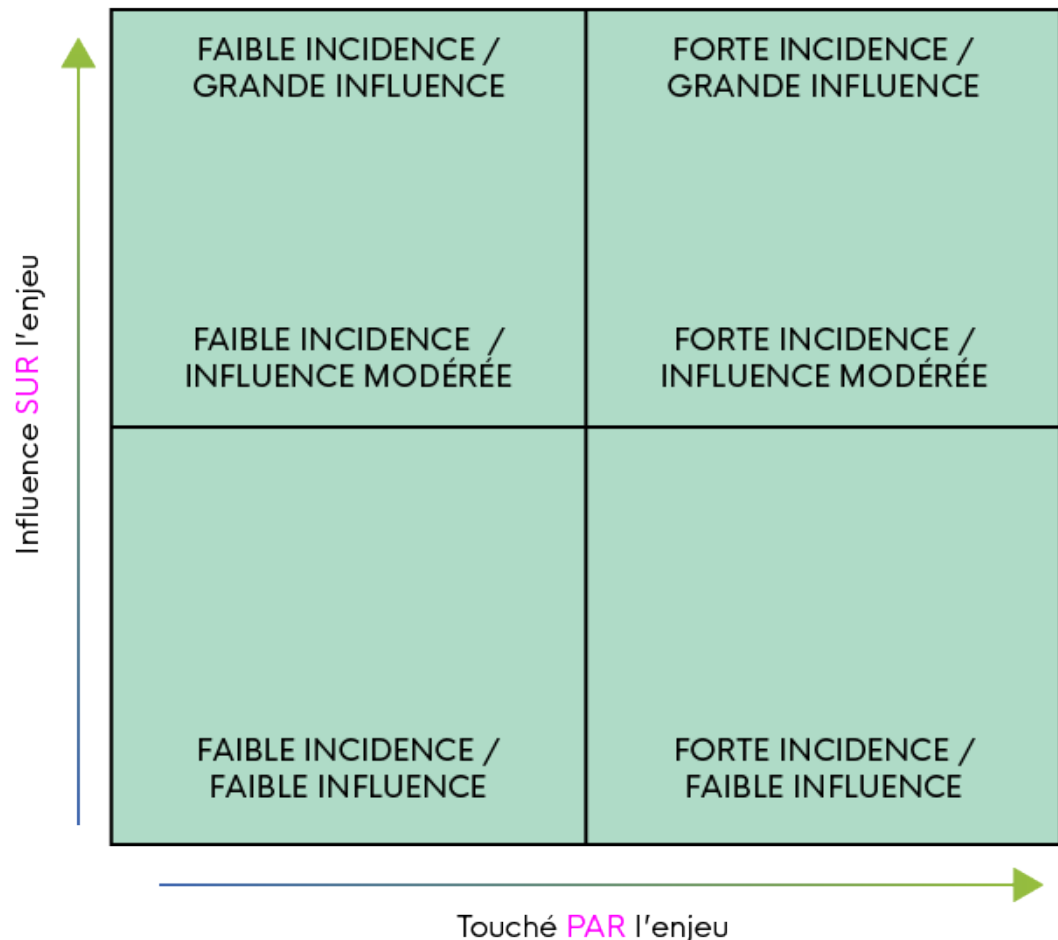 FAIBLE INCIDENCE /
GRANDE INFLUENCE
FORTE INCIDENCE /
GRANDE INFLUENCE
FAIBLE INCIDENCE /
INFLUENCE MODÉRÉE
FORTE INCIDENCE /
INFLUENCE MODÉRÉE
FAIBLE INCIDENCE /
FAIBLE INFLUENCE
FORTE INCIDENCE /
FAIBLE INFLUENCE
Influence SUR l'enjeu
Touché PAR l'enjeu